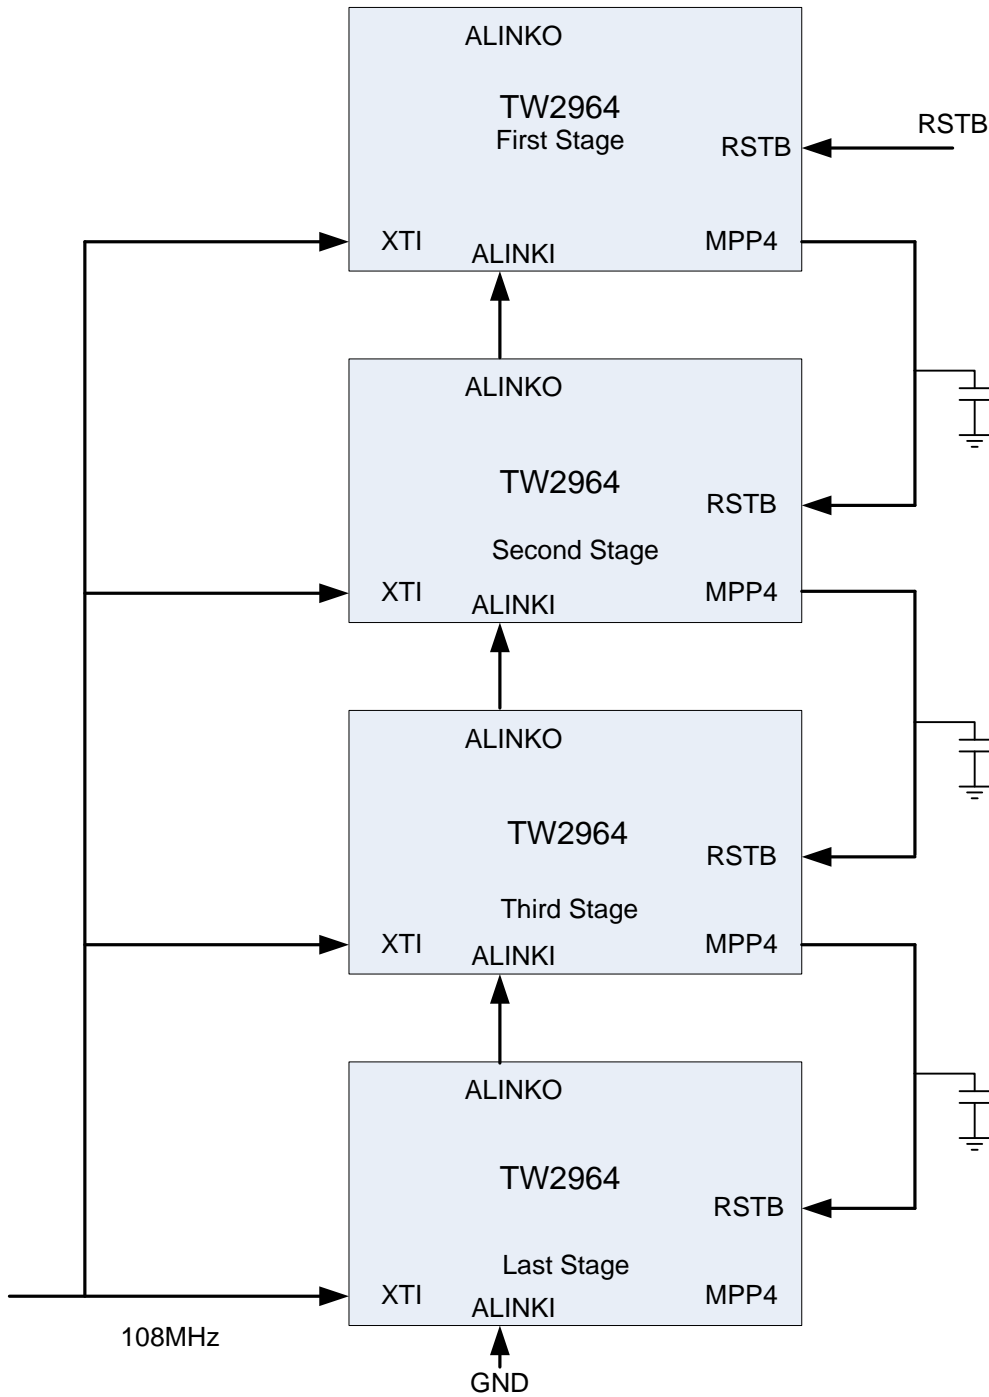 ALINKO
TW2964
First Stage
RSTB
RSTB
XTI
ALINKI
MPP4
ALINKO
TW2964
RSTB
Second Stage
XTI
ALINKI
MPP4
ALINKO
TW2964
RSTB
Third Stage
XTI
ALINKI
MPP4
ALINKO
TW2964
RSTB
Last Stage
XTI
ALINKI
MPP4
108MHz
GND